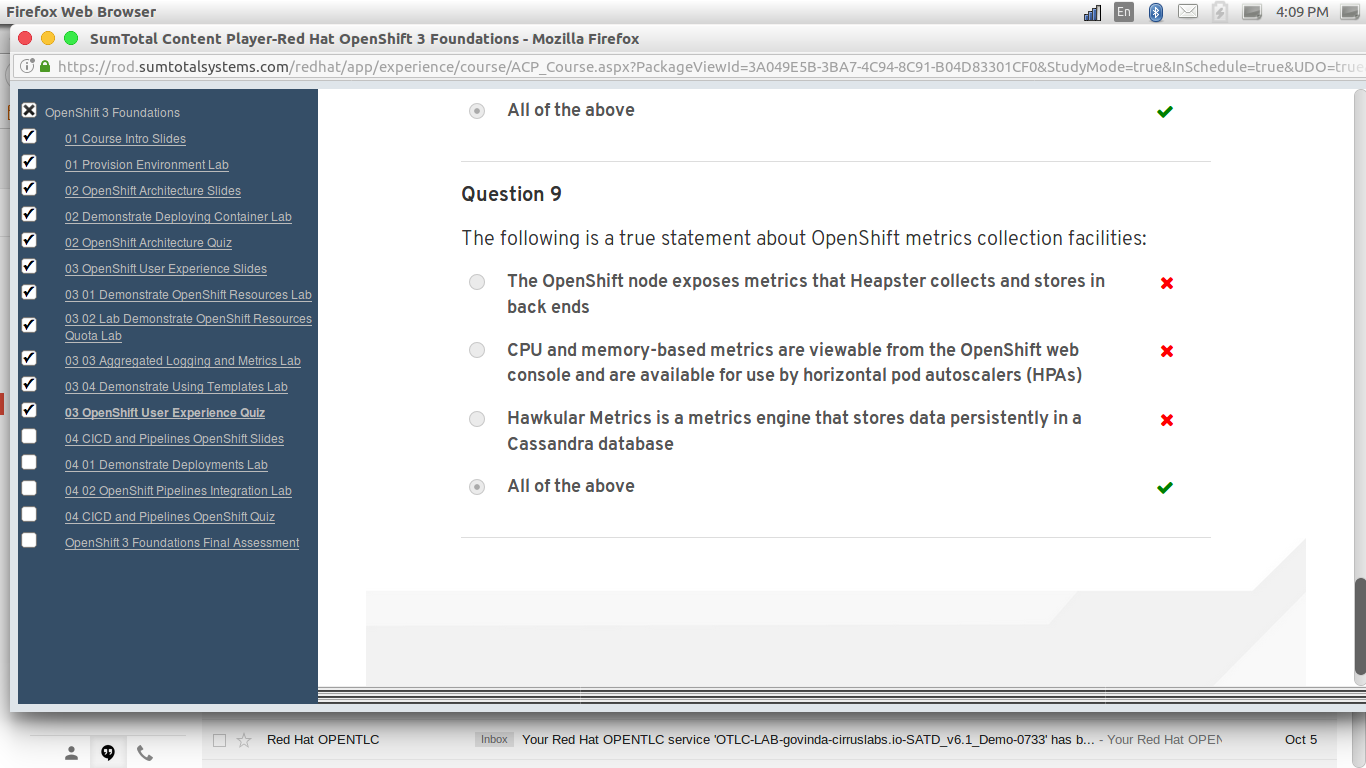 Firefox Web Browser
En
4:09 PM
SumTotal Content Player-Red Hat OpenShift 3 Foundations - Mozilla Firefox
https://rod.sumtotalsystems.com/redhat/app/experience/course/ACP_Course.aspx?PackageViewId=3A049E5B-3BA7-4C94-8C91-B04D83301CF0&StudyMode=true&InSchedule=true&UDO=true
OpenShift 3 Foundations
01 Course Intro Slides
01 Provision Environment Lab
02 OpenShift Architecture Slides
02 Demonstrate Deploying Container Lab
02 OpenShift Architecture Quiz
03 OpenShift User Experience Slides
03 01 Demonstrate OpenShift Resources Lab
03 02 Lab Demonstrate OpenShift Resources
Quota Lab
03 03 Aggregated Logging and Metrics Lab
03 04 Demonstrate Using Templates Lab
03 OpenShift User Experience Quiz
04 CICD and Pipelines OpenShift Slides
04 01 Demonstrate Deployments Lab
04 02 OpenShift Pipelines Integration Lab
04 CICD and Pipelines OpenShift Quiz
OpenShift 3 Foundations Final Assessment
All of the above
Question 9
The following is a true statement about OpenShift metrics collection facilities:
The OpenShift node exposes metrics that Heapster collects and stores in
back ends
CPU and memory-based metrics are viewable from the OpenShift web
console and are available for use by horizontal pod autoscalers (HPAs)
Hawkular Metrics is a metrics engine that stores data persistently in a
Cassandra database
All of the above
Red Hat OPENTLC
Inbox
Your Red Hat OPENTLC service 'OTLC-LAB-govinda-cirruslabs.io-SATD_v6.1_Demo-0733' has b... - Your Red Hat OPEN
Oct 5